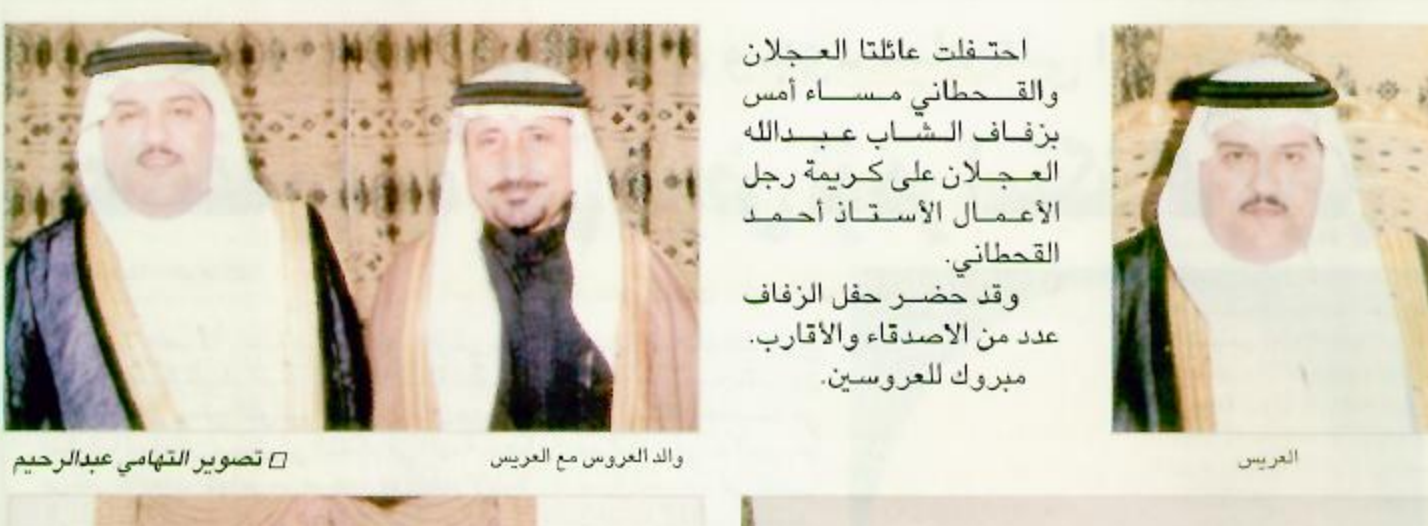 احتفلت عائلتا العجلان
والقحطاني مساء أمس
بزفاف الشاب عبدالله
العجلان على كريمة رجل
الأعمال الأستاذ أحمد
القحطاني.
وقد حضر حفل الزفاف
عدد من الاصدقاء والأقارب.
مبروك للعروسين.
العريس
والد العروس مع العريس
□ تصوير التهامي عبدالرحيم